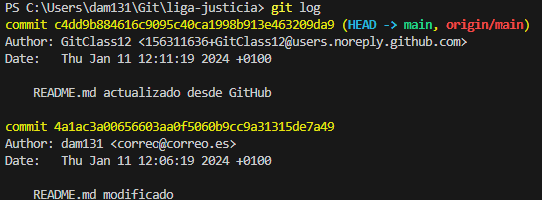 PS C:\Users\dam131\Git\liga-justicia> git log
commit c4dd9b884616c9095c40ca1998b913e463209da9 (HEAD -> main, origin/main)
Author: GitClass12 <156311636+GitClass12@users.noreply.github.com>
Date:   Thu Jan 11 12:11:19 2024 +0100
    README.md actualizado desde GitHub
commit 4a1ac3a00656603aa0f5060b9cc9a31315de7a49
Author: dam131 <correo@correo.es>
Date:   Thu Jan 11 12:06:19 2024 +0100
    README.md modificado